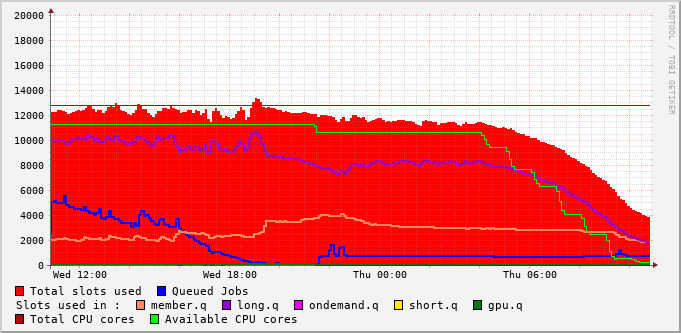 20000
18000
16000
14000
12000
10000
8000
6000
4000
2000
0
Wed 12:00 Wed 18:00 Thu 00:00 Thu 06:00
Total slots used Queued Jobs
Slots used in : member.q long.q ondemand.q short.q gpu.q
Total CPU cores Available CPU cores
RRDTOOL / TOBI OETIKER